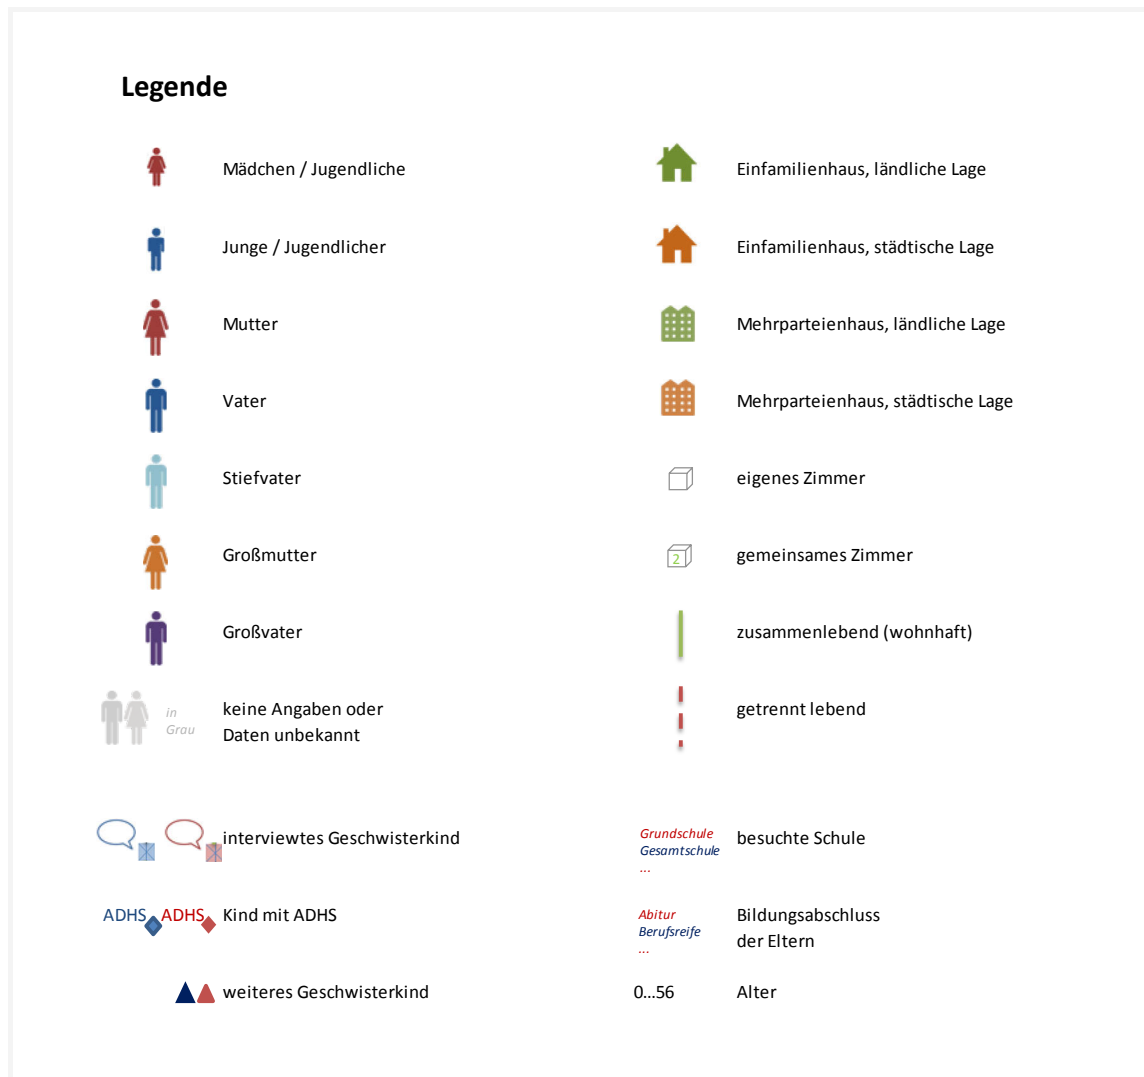 Legende
Mädchen / Jugendliche
Junge / Jugendlicher
Mutter
Vater
Stiefvater
Großmutter
Großvater
in
Grau
keine Angaben oder
Daten unbekannt
interviewtes Geschwisterkind
ADHS ADHS Kind mit ADHS
weiteres Geschwisterkind
Einfamilienhaus, ländliche Lage
Einfamilienhaus, städtische Lage
Mehrparteienhaus, ländliche Lage
Mehrparteienhaus, städtische Lage
eigenes Zimmer
2 gemeinsames Zimmer
zusammenlebend (wohnhaft)
getrennt lebend
Grundschule
Gesamtschule
...
besuchte Schule
Abitur
Berufsreife
...
Bildungsabschluss
der Eltern
0...56 Alter